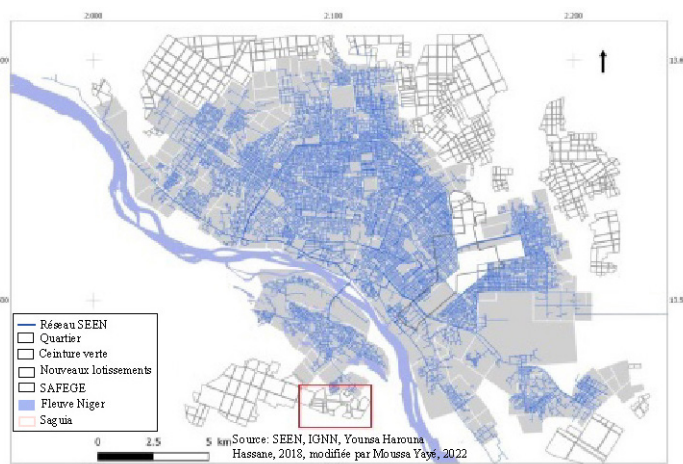 2.000
2.100
2.200
Réseau SEEN
Quartier
Ceinture verte
Nouveaux lotissements
SAFEGE
Fleuve Niger
Saguia
0
2.5
5 km
Source: SEEN, IGNN, Younsa Harouna
Hassane, 2018, modifiée par Moussa Yayé, 2022